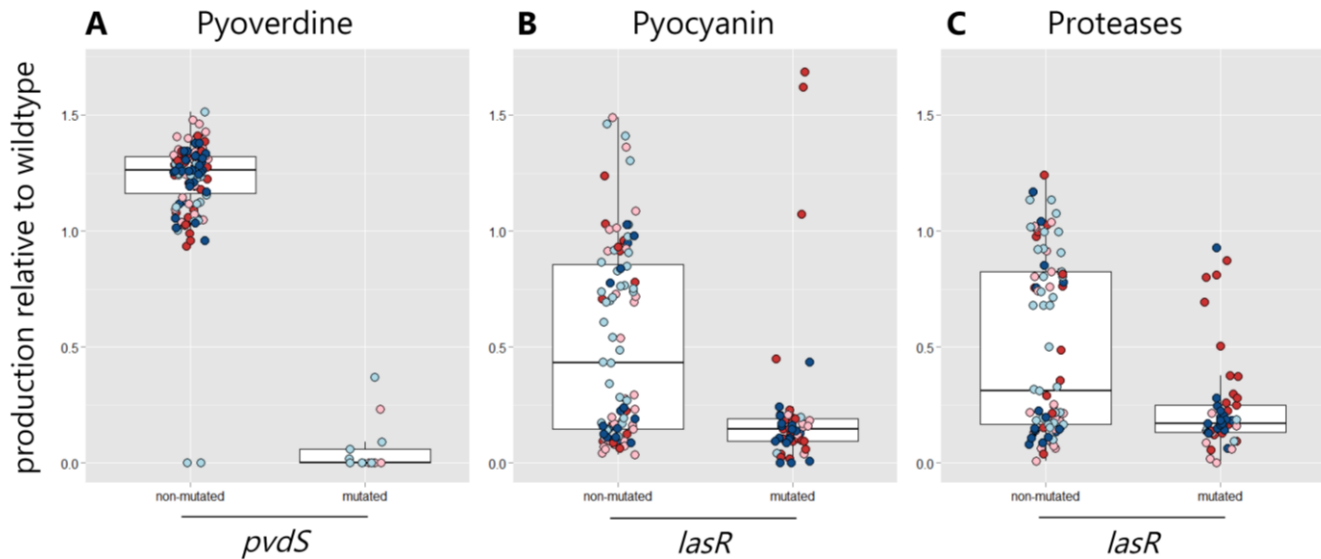 A Pyoverdine
B Pyocyanin
C Proteases
production relative to wildtype
1.5
1.0
0.5
0.0
non-mutated mutated
pvdS
1.5
1.0
0.5
0.0
non-mutated mutated
lasR
1.5
1.0
0.5
0.0
non-mutated mutated
lasR